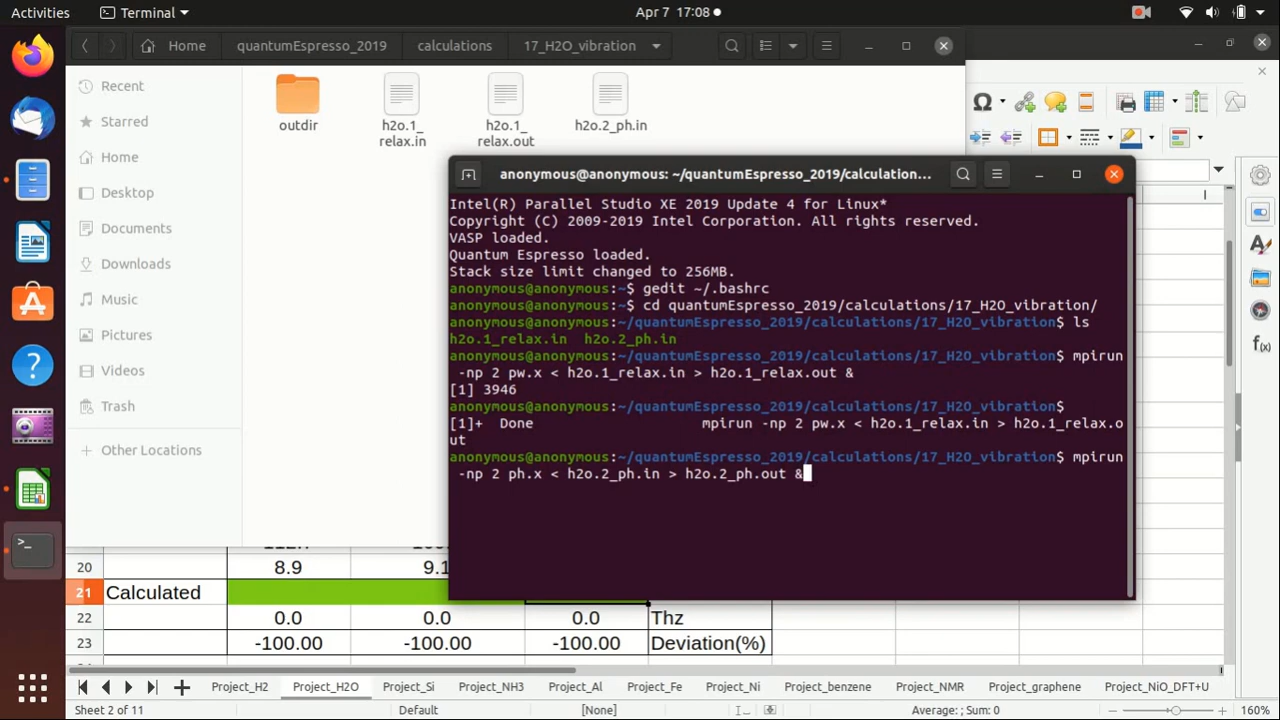 Activities
Terminal
Apr 7 17:08
Home
quantumEspresso_2019
calculations
17_H2O_vibration
Recent
Starred
Home
Desktop
Documents
Downloads
Music
Pictures
Videos
Trash
Other Locations
outdir
h2o.1_
relax.in
h2o.1_
relax.out
h2o.2_ph.in
anonymous@anonymous: ~/quantumEspresso_2019/calculation...
Intel(R) Parallel Studio XE 2019 Update 4 for Linux*
Copyright (C) 2009-2019 Intel Corporation. All rights reserved.
VASP loaded.
Quantum Espresso loaded.
Stack size limit changed to 256MB.
anonymous@anonymous:~$ gedit ~/.bashrc
anonymous@anonymous:~$ cd quantumEspresso_2019/calculations/17_H2O_vibration/
anonymous@anonymous:~/quantumEspresso_2019/calculations/17_H2O_vibration$ ls
h2o.1_relax.in  h2o.2_ph.in
anonymous@anonymous:~/quantumEspresso_2019/calculations/17_H2O_vibration$ mpirun
-np 2 pw.x < h2o.1_relax.in > h2o.1_relax.out &
[1] 3946
anonymous@anonymous:~/quantumEspresso_2019/calculations/17_H2O_vibration$
[1]+  Done                    mpirun -np 2 pw.x < h2o.1_relax.in > h2o.1_relax.o
ut
anonymous@anonymous:~/quantumEspresso_2019/calculations/17_H2O_vibration$ mpirun
-np 2 ph.x < h2o.2_ph.in > h2o.2_ph.out &
20 8.9 9.1
21 Calculated
22 0.0 0.0 0.0 Thz
23 -100.00 -100.00 -100.00 Deviation(%)
Project_H2 Project_H2O Project_Si Project_NH3 Project_Al Project_Fe Project_Ni Project_benzene Project_NMR Project_graphene Project_NiO_DFT+U
Sheet 2 of 11 Default [None] Average: ; Sum: 0 160%